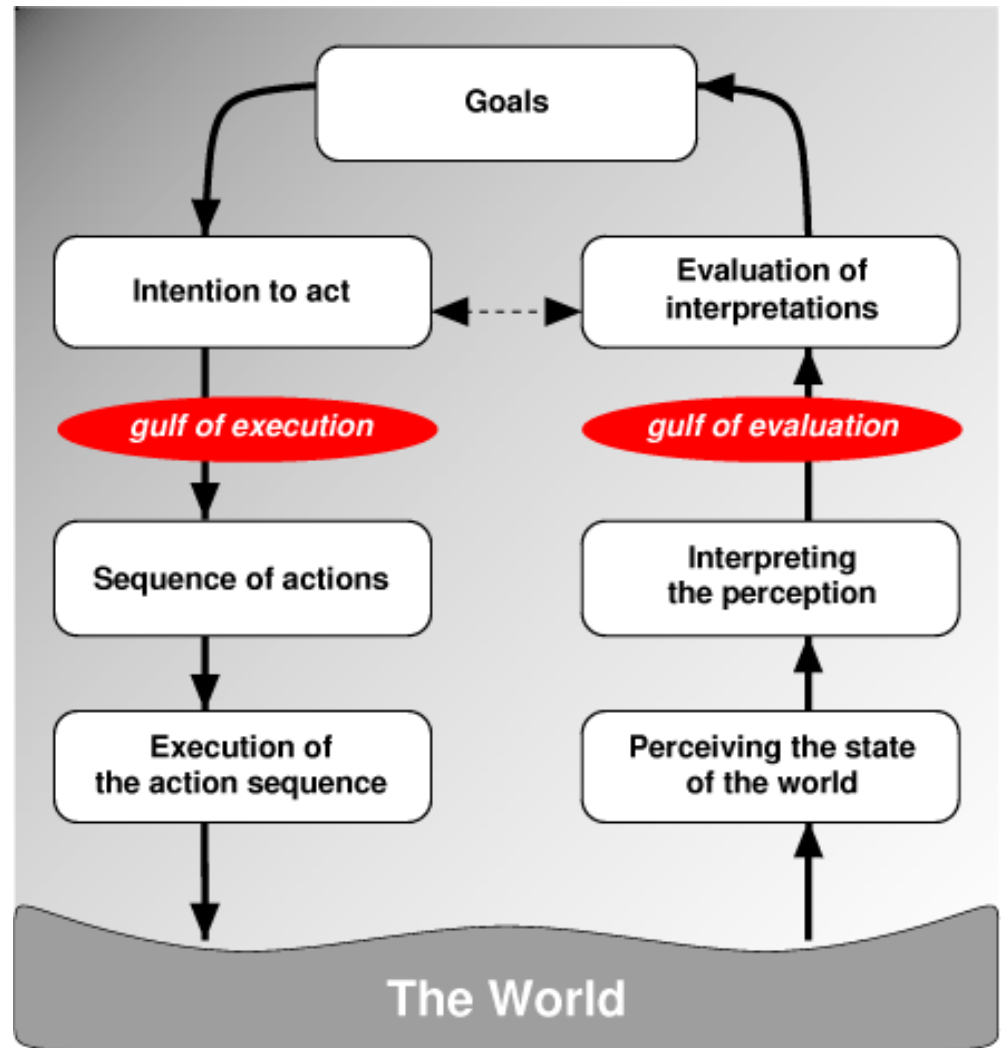 Goals
Intention to act
Evaluation of
interpretations
gulf of execution
gulf of evaluation
Sequence of actions
Interpreting
the perception
Execution of
the action sequence
Perceiving the state
of the world
The World